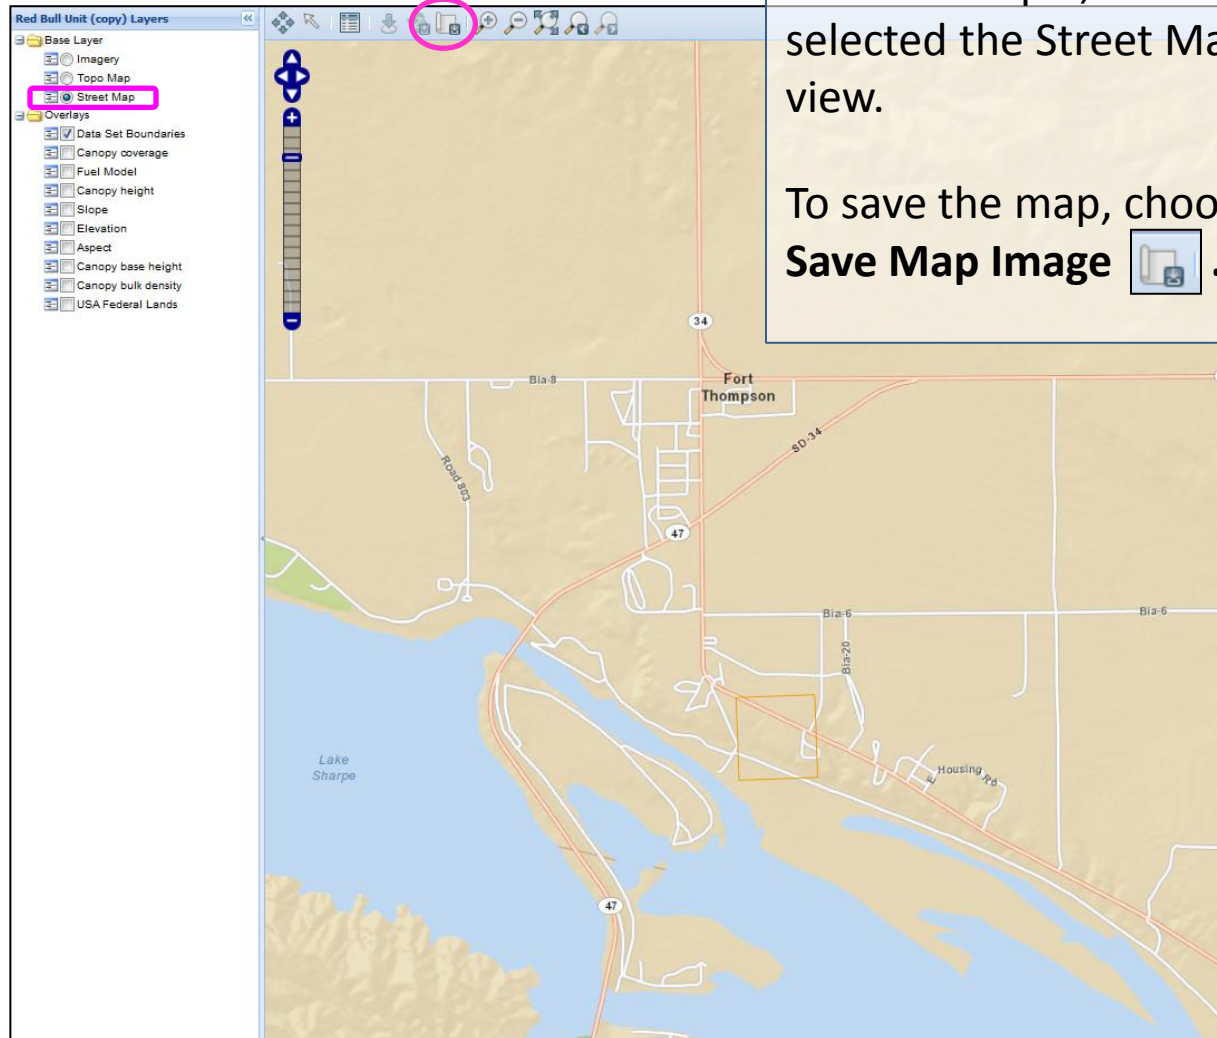 Red Bull Unit (copy) Layers
Base Layer
Imagery
Topo Map
Street Map
Overlays
Data Set Boundaries
Canopy coverage
Fuel Model
Canopy height
Slope
Elevation
Aspect
Canopy base height
Canopy bulk density
USA Federal Lands
selected the Street Ma
view.
To save the map, choo
Save Map Image .
34
Bia-8
Fort
Thompson
SD-34
Road 803
47
Bia-6
Bia-6
Bia-20
Lake
Sharpe
E Housing Rd
47